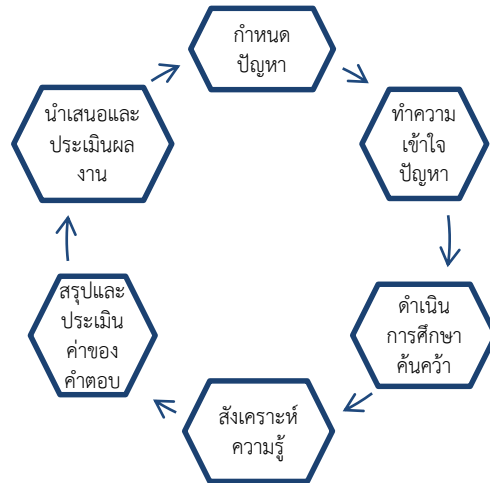 กำหนด
ปัญหา
ทำความ
เข้าใจ
ปัญหา
ดำเนิน
การศึกษา
ค้นคว้า
สังเคราะห์
ความรู้
สรุปและ
ประเมิน
ค่าของ
คำตอบ
นำเสนอและ
ประเมินผล
งาน